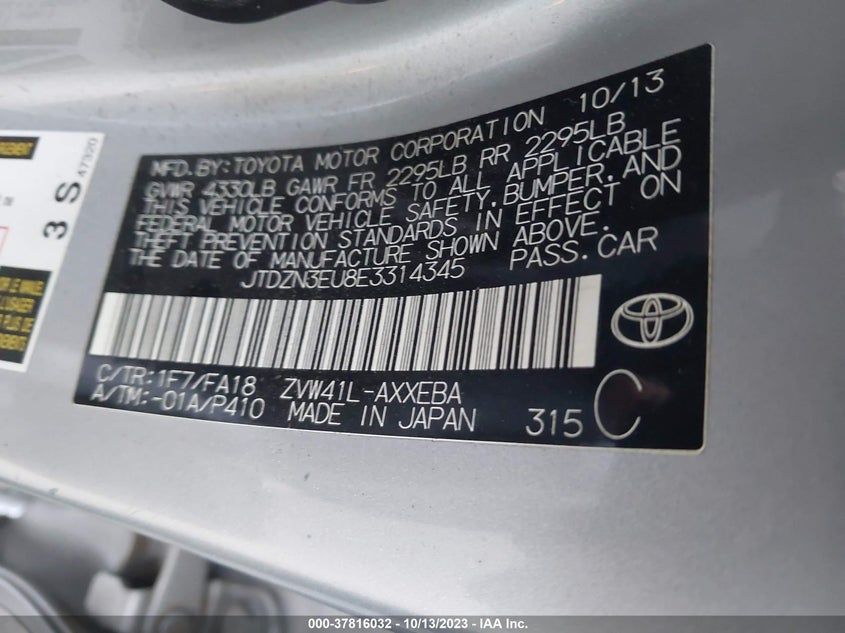 MFD.BY:TOYOTA MOTOR CORPORATION 10/13
GVWR 4330LB GAWR FR 2295LB RR 2295LB
THIS VEHICLE CONFORMS TO ALL APPLICABLE
FEDERAL MOTOR VEHICLE SAFETY,BUMPER,AND
THEFT PREVENTION STANDARDS IN EFFECT ON
THE DATE OF MANUFACTURE SHOWN ABOVE.
JTDZN3EU8E3314345 PASS.CAR
C/TR:1F7/FA18 ZVW41L-AXXEBA
A/TM:-01A/P410 MADE IN JAPAN 315 C
3 S 47320
000-37816032 - 10/13/2023 - IAA Inc.